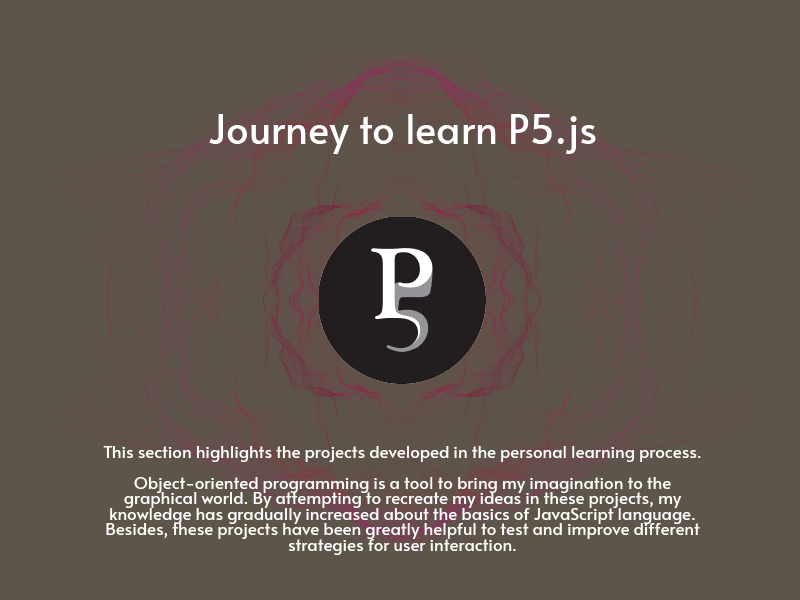 Journey to learn P5.js
P5
This section highlights the projects developed in the personal learning process.
Object-oriented programming is a tool to bring my imagination to the
graphical world. By attempting to recreate my ideas in these projects, my
knowledge has gradually increased about the basics of JavaScript language.
Besides, these projects have been greatly helpful to test and improve different
strategies for user interaction.